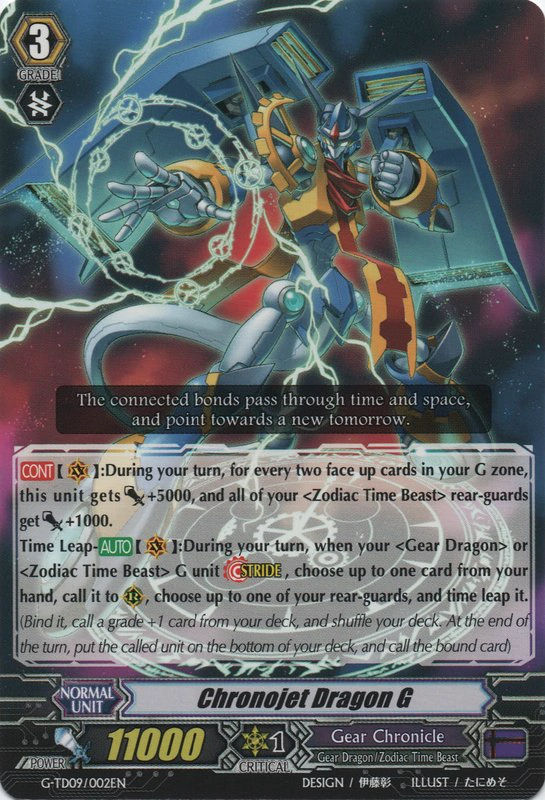 3
GRADE!
The connected bonds pass through time and space,
and point towards a new tomorrow.
CONT【 】:During your turn, for every two face up cards in your G zone,
this unit gets +5000, and all of your <Zodiac Time Beast> rear-guards
get +1000.
Time Leap-AUTO【 】:During your turn, when your <Gear Dragon> or
<Zodiac Time Beast> G unit STRIDE, choose up to one card from your
hand, call it to R, choose up to one of your rear-guards, and time leap it.
(Bind it, call a grade +1 card from your deck, and shuffle your deck. At the end of
the turn, put the called unit on the bottom of your deck, and call the bound card)
NORMAL
UNIT
Chronojet Dragon G
POWER
11000
1
CRITICAL
Gear Chronicle
Gear Dragon/Zodiac Time Beast
G-TD09/002EN
DESIGN / 伊藤彰
ILLUST / たにめそ